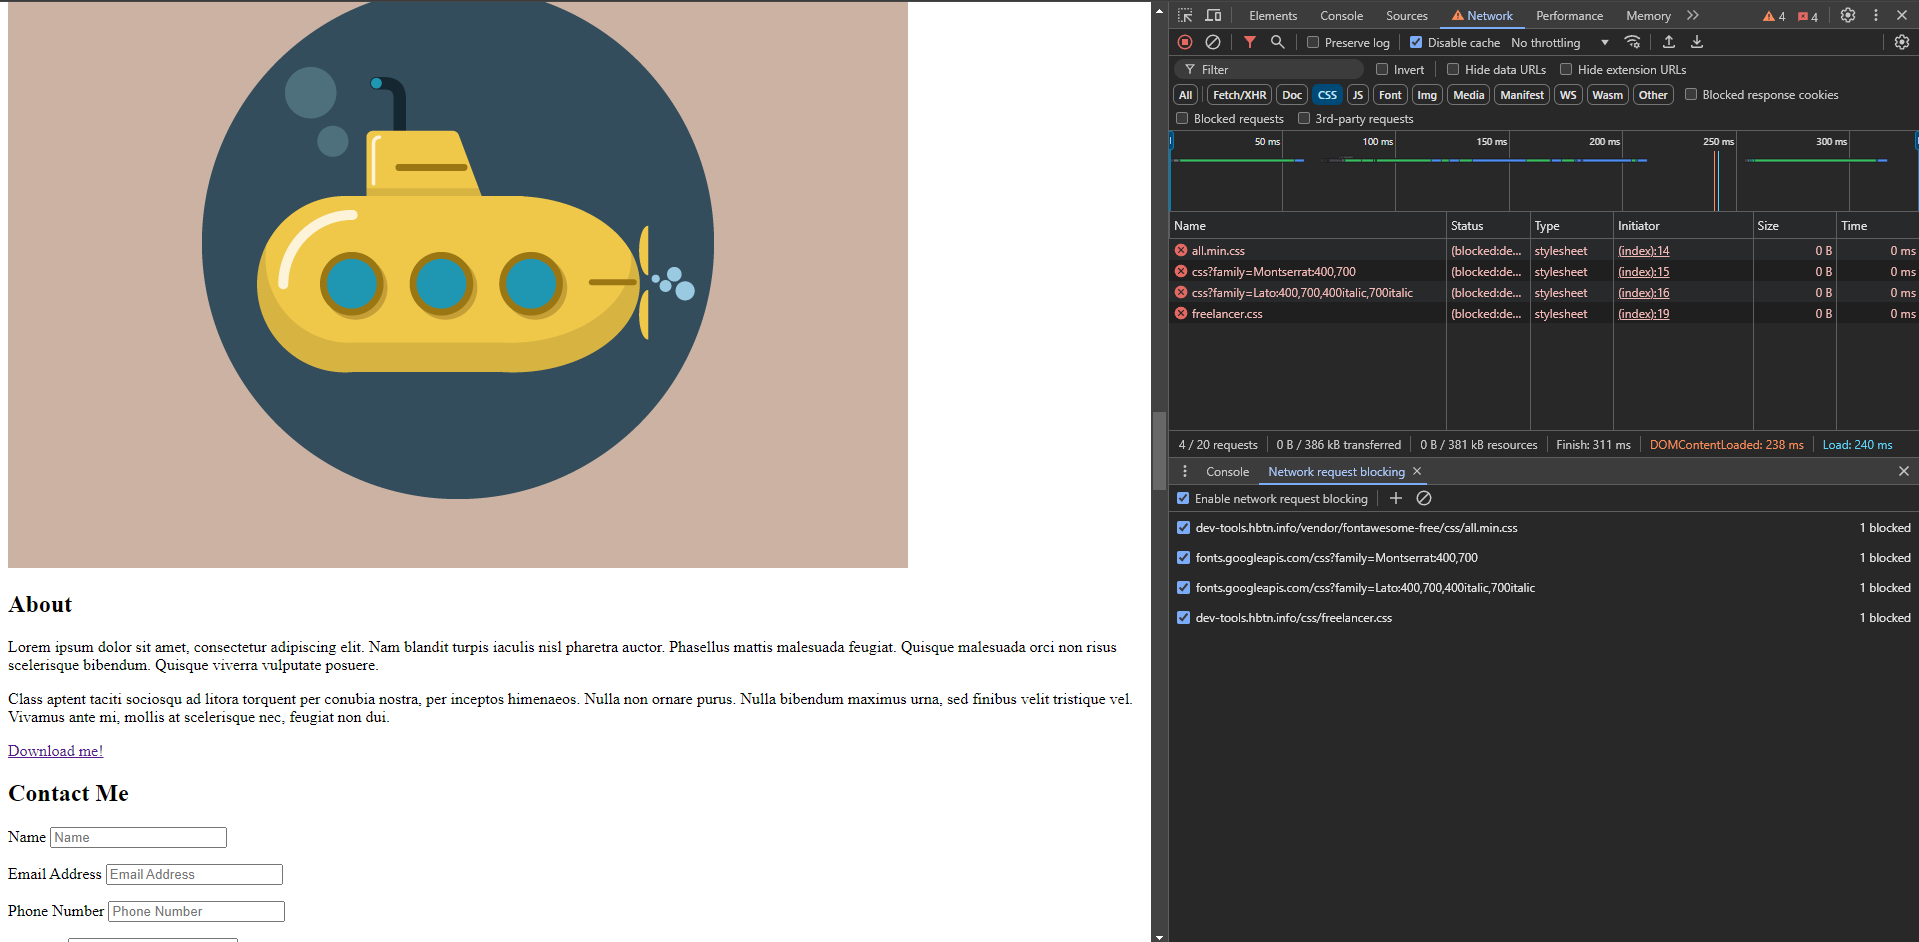 Elements Console Sources Network Performance Memory 4 4
Preserve log Disable cache No throttling
Filter Invert Hide data URLs Hide extension URLs
All Fetch/XHR Doc CSS JS Font Img Media Manifest WS Wasm Other Blocked response cookies
Blocked requests 3rd-party requests
50 ms 100 ms 150 ms 200 ms 250 ms 300 ms
Name Status Type Initiator Size Time
all.min.css (blocked:de... stylesheet (index):14 0 B 0 ms
css?family=Montserrat:400,700 (blocked:de... stylesheet (index):15 0 B 0 ms
css?family=Lato:400,700,400italic,700italic (blocked:de... stylesheet (index):16 0 B 0 ms
freelancer.css (blocked:de... stylesheet (index):19 0 B 0 ms
4 / 20 requests 0 B / 386 kB transferred 0 B / 381 kB resources Finish: 311 ms DOMContentLoaded: 238 ms Load: 240 ms
Console Network request blocking
Enable network request blocking
dev-tools.hbtn.info/vendor/fontawesome-free/css/all.min.css 1 blocked
fonts.googleapis.com/css?family=Montserrat:400,700 1 blocked
fonts.googleapis.com/css?family=Lato:400,700,400italic,700italic 1 blocked
dev-tools.hbtn.info/css/freelancer.css 1 blocked
About
Lorem ipsum dolor sit amet, consectetur adipiscing elit. Nam blandit turpis iaculis nisl pharetra auctor. Phasellus mattis malesuada feugiat. Quisque malesuada orci non risus
scelerisque bibendum. Quisque viverra vulputate posuere.
Class aptent taciti sociosqu ad litora torquent per conubia nostra, per inceptos himenaeos. Nulla non ornare purus. Nulla bibendum maximus urna, sed finibus velit tristique vel.
Vivamus ante mi, mollis at scelerisque nec, feugiat non dui.
Download me!
Contact Me
Name Name
Email Address Email Address
Phone Number Phone Number